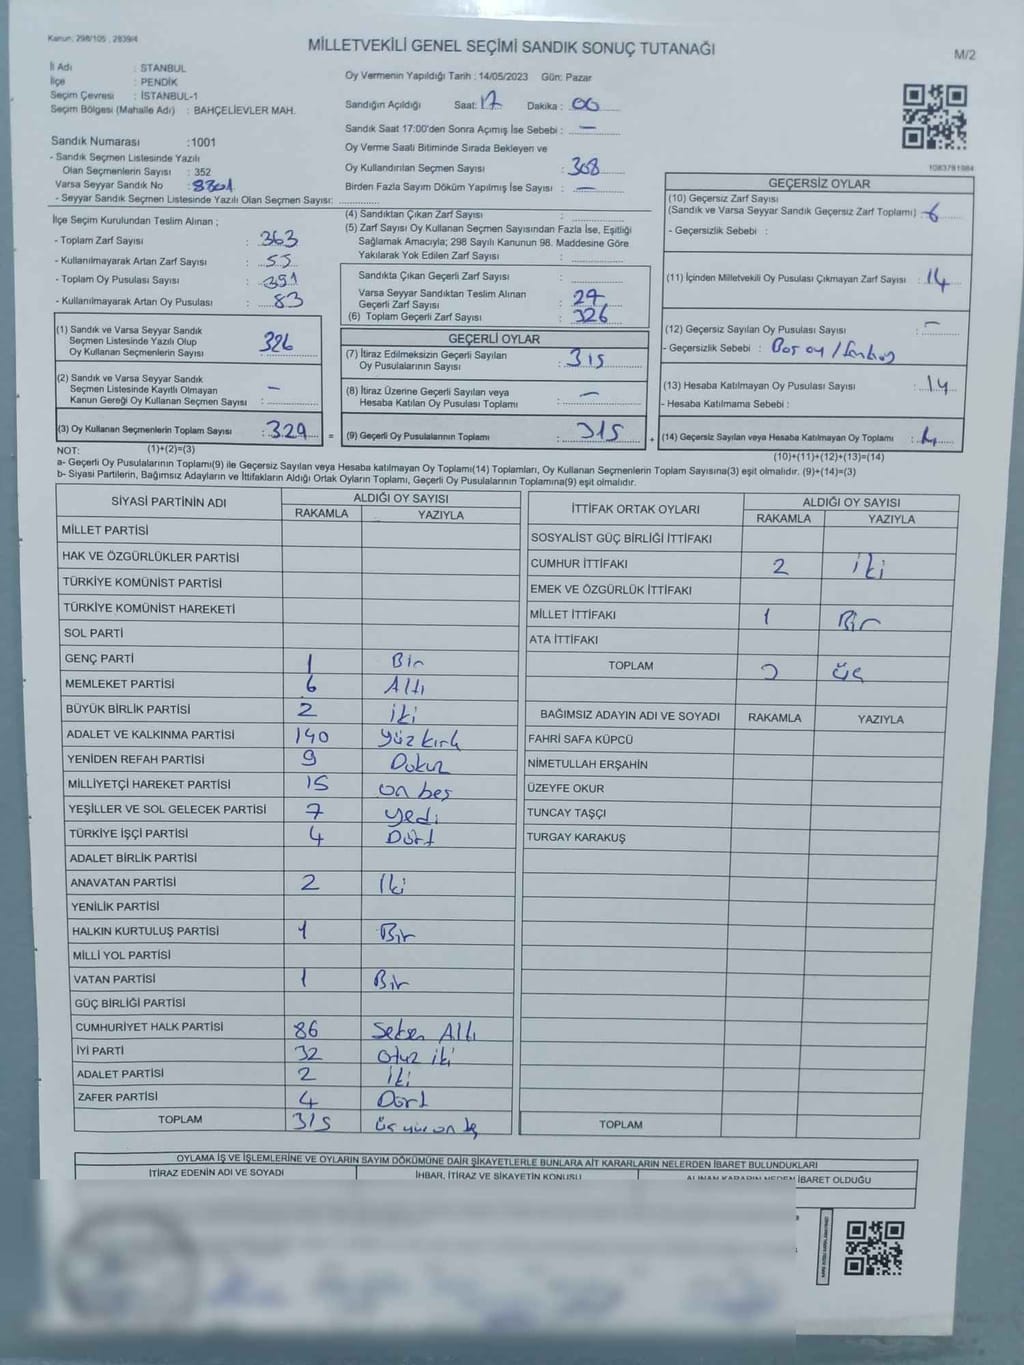 Kanun: 298/105 , 2839/4
MİLLETVEKİLİ GENEL SEÇİMİ SANDIK SONUÇ TUTANAĞI
M/2
İl Adı : STANBUL
İlçe : PENDİK
Seçim Çevresi : İSTANBUL-1
Seçim Bölgesi (Mahalle Adı) : BAHÇELİEVLER MAH.
Sandık Numarası : 1001
- Sandık Seçmen Listesinde Yazılı
Olan Seçmenlerin Sayısı : 352
Varsa Seyyar Sandık No : 8301
- Seyyar Sandık Seçmen Listesinde Yazılı Olan Seçmen Sayısı:
Oy Vermenin Yapıldığı Tarih : 14/05/2023 Gün: Pazar
Sandığın Açıldığı Saat: 17 Dakika : 00
Sandık Saat 17:00'den Sonra Açımış İse Sebebi : —
Oy Verme Saati Bitiminde Sırada Bekleyen ve
Oy Kullandırılan Seçmen Sayısı : 308
Birden Fazla Sayım Döküm Yapılmış İse Sayısı : —
1083791984
İlçe Seçim Kurulundan Teslim Alınan ;
- Toplam Zarf Sayısı : 363
- Kullanılmayarak Artan Zarf Sayısı : 55
- Toplam Oy Pusulası Sayısı : 391
- Kullanılmayarak Artan Oy Pusulası : 83
(1) Sandık ve Varsa Seyyar Sandık
Seçmen Listesinde Yazılı Olup
Oy Kullanan Seçmenlerin Sayısı : 326
(2) Sandık ve Varsa Seyyar Sandık
Seçmen Listesinde Kayıtlı Olmayan
Kanun Gereği Oy Kullanan Seçmen Sayısı : —
(3) Oy Kullanan Seçmenlerin Toplam Sayısı : 329 =
(1)+(2)=(3)
(4) Sandıktan Çıkan Zarf Sayısı :
(5) Zarf Sayısı Oy Kullanan Seçmen Sayısından Fazla İse, Eşitliği
Sağlamak Amacıyla; 298 Sayılı Kanunun 98. Maddesine Göre
Yakılarak Yok Edilen Zarf Sayısı :
Sandıkta Çıkan Geçerli Zarf Sayısı :
Varsa Seyyar Sandıktan Teslim Alınan
Geçerli Zarf Sayısı :
(6) Toplam Geçerli Zarf Sayısı : 326
GEÇERLİ OYLAR
(7) İtiraz Edilmeksizin Geçerli Sayılan
Oy Pusulalarının Sayısı : 315
(8) İtiraz Üzerine Geçerli Sayılan veya
Hesaba Katılan Oy Pusulası Toplamı : —
(9) Geçerli Oy Pusulalarının Toplamı : 315 +
GEÇERSİZ OYLAR
(10) Geçersiz Zarf Sayısı
(Sandık ve Varsa Seyyar Sandık Geçersiz Zarf Toplamı) 6
- Geçersizlik Sebebi :
(11) İçinden Milletvekili Oy Pusulası Çıkmayan Zarf Sayısı : 14
(12) Geçersiz Sayılan Oy Pusulası Sayısı : —
- Geçersizlik Sebebi : Boş oy /
(13) Hesaba Katılmayan Oy Pusulası Sayısı : 14
- Hesaba Katılmama Sebebi :
(14) Geçersiz Sayılan veya Hesaba Katılmayan Oy Toplamı :
(10)+(11)+(12)+(13)=(14)
NOT:
a- Geçerli Oy Pusulalarının Toplamı(9) ile Geçersiz Sayılan veya Hesaba katılmayan Oy Toplamı(14) Toplamları, Oy Kullanan Seçmenlerin Toplam Sayısına(3) eşit olmalıdır. (9)+(14)=(3)
b- Siyasi Partilerin, Bağımsız Adayların ve İttifakların Aldığı Ortak Oyların Toplamı, Geçerli Oy Pusulalarının Toplamına(9) eşit olmalıdır.
SİYASİ PARTİNİN ADI ALDIĞI OY SAYISI
RAKAMLA YAZIYLA
MİLLET PARTİSİ
HAK VE ÖZGÜRLÜKLER PARTİSİ
TÜRKİYE KOMÜNİST PARTİSİ
TÜRKİYE KOMÜNİST HAREKETİ
SOL PARTİ
GENÇ PARTİ 1 Bir
MEMLEKET PARTİSİ 6 Altı
BÜYÜK BİRLİK PARTİSİ 2 İki
ADALET VE KALKINMA PARTİSİ 140 yüz kırk
YENİDEN REFAH PARTİSİ 9 Dokuz
MİLLİYETÇİ HAREKET PARTİSİ 15 on beş
YEŞİLLER VE SOL GELECEK PARTİSİ 7 yedi
TÜRKİYE İŞÇİ PARTİSİ 4 Dört
ADALET BİRLİK PARTİSİ
ANAVATAN PARTİSİ 2 İki
YENİLİK PARTİSİ
HALKIN KURTULUŞ PARTİSİ 1 Bir
MİLLİ YOL PARTİSİ
VATAN PARTİSİ 1 Bir
GÜÇ BİRLİĞİ PARTİSİ
CUMHURİYET HALK PARTİSİ 86 Seksen Altı
İYİ PARTİ 32 otuz iki
ADALET PARTİSİ 2 İki
ZAFER PARTİSİ 4 Dört
TOPLAM 315 üç yüz on beş
İTTİFAK ORTAK OYLARI ALDIĞI OY SAYISI
RAKAMLA YAZIYLA
SOSYALİST GÜÇ BİRLİĞİ İTTİFAKI
CUMHUR İTTİFAKI 2 İki
EMEK VE ÖZGÜRLÜK İTTİFAKI
MİLLET İTTİFAKI 1 Bir
ATA İTTİFAKI
TOPLAM 3 üç
BAĞIMSIZ ADAYIN ADI VE SOYADI RAKAMLA YAZIYLA
FAHRİ SAFA KÜPCÜ
NİMETULLAH ERŞAHİN
ÜZEYFE OKUR
TUNCAY TAŞÇI
TURGAY KARAKUŞ
TOPLAM
OYLAMA İŞ VE İŞLEMLERİNE VE OYLARIN SAYIM DÖKÜMÜNE DAİR ŞİKAYETLERLE BUNLARA AİT KARARLARIN NELERDEN İBARET BULUNDUKLARI
İTİRAZ EDENİN ADI VE SOYADI İHBAR, İTİRAZ VE ŞİKAYETİN KONUSU ALINAN KARARIN NEDEN İBARET OLDUĞU